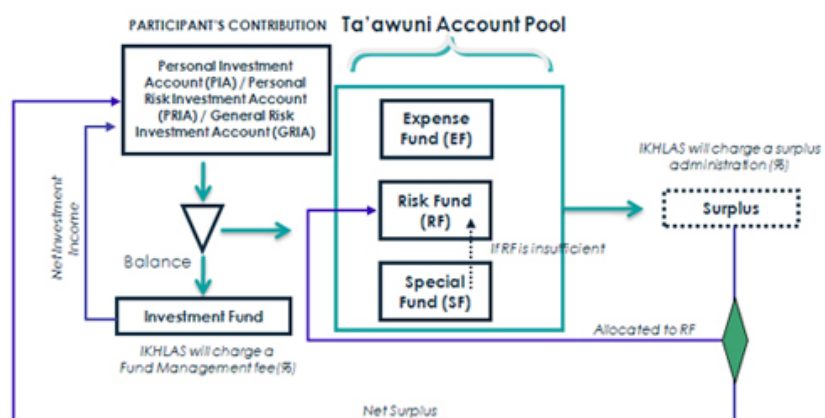 PARTICIPANT'S CONTRIBUTION
Ta'awuni Account Pool
Personal Investment
Account (PIA) / Personal
Risk Investment Account
(PRIA) / General Risk
Investment Account (GRIA)
Expense
Fund (EF)
IKHLAS will charge a surplus
administration (%)
Risk Fund
(RF)
Surplus
Net Investment
Income
If RF is insufficient
Balance
Special
Fund (SF)
Investment Fund
Allocated to RF
IKHLAS will charge a
Fund Management fee(%)
Net Surplus